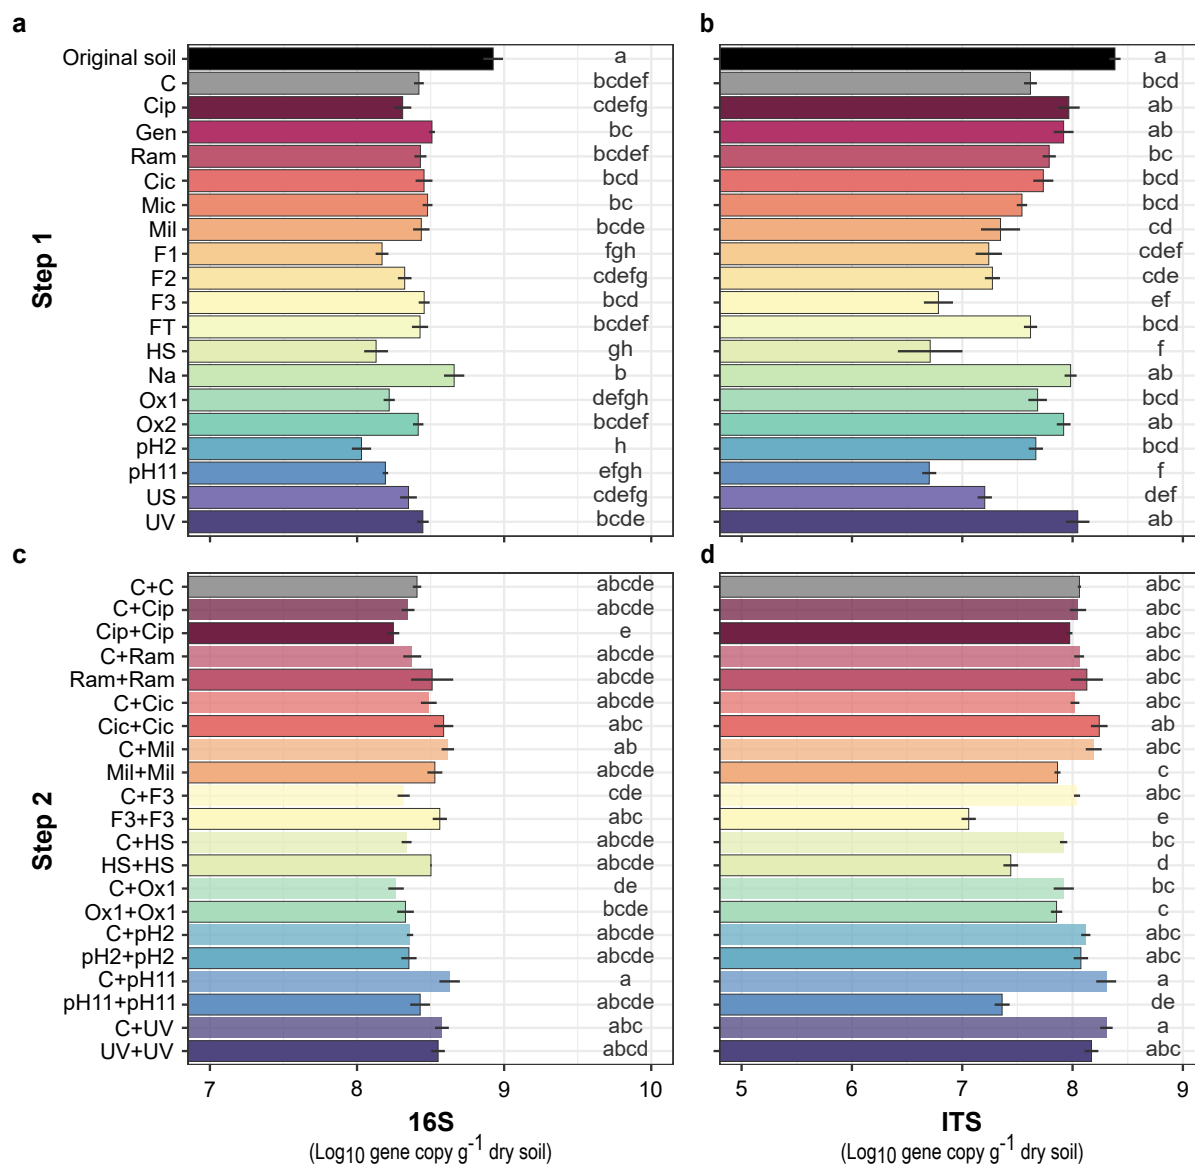 a
b
Step 1
Original soil a a
C bcdef bcd
Cip cdefg ab
Gen bc ab
Ram bcdef bc
Cic bcd bcd
Mic bc bcd
Mil bcde cd
F1 fgh cdef
F2 cdefg cde
F3 bcd ef
FT bcdef bcd
HS gh f
Na b ab
Ox1 defgh bcd
Ox2 bcdef ab
pH2 h bcd
pH11 efgh f
US cdefg def
UV bcde ab
c
d
Step 2
C+C abcde abc
C+Cip abcde abc
Cip+Cip e abc
C+Ram abcde abc
Ram+Ram abcde abc
C+Cic abcde abc
Cic+Cic abc ab
C+Mil ab abc
Mil+Mil abcde c
C+F3 cde abc
F3+F3 abc e
C+HS abcde bc
HS+HS abcde d
C+Ox1 de bc
Ox1+Ox1 bcde c
C+pH2 abcde abc
pH2+pH2 abcde abc
C+pH11 a a
pH11+pH11 abcde de
C+UV abc a
UV+UV abcd abc
7 8 9 10 5 6 7 8 9
16S ITS
(Log10 gene copy g-1 dry soil) (Log10 gene copy g-1 dry soil)